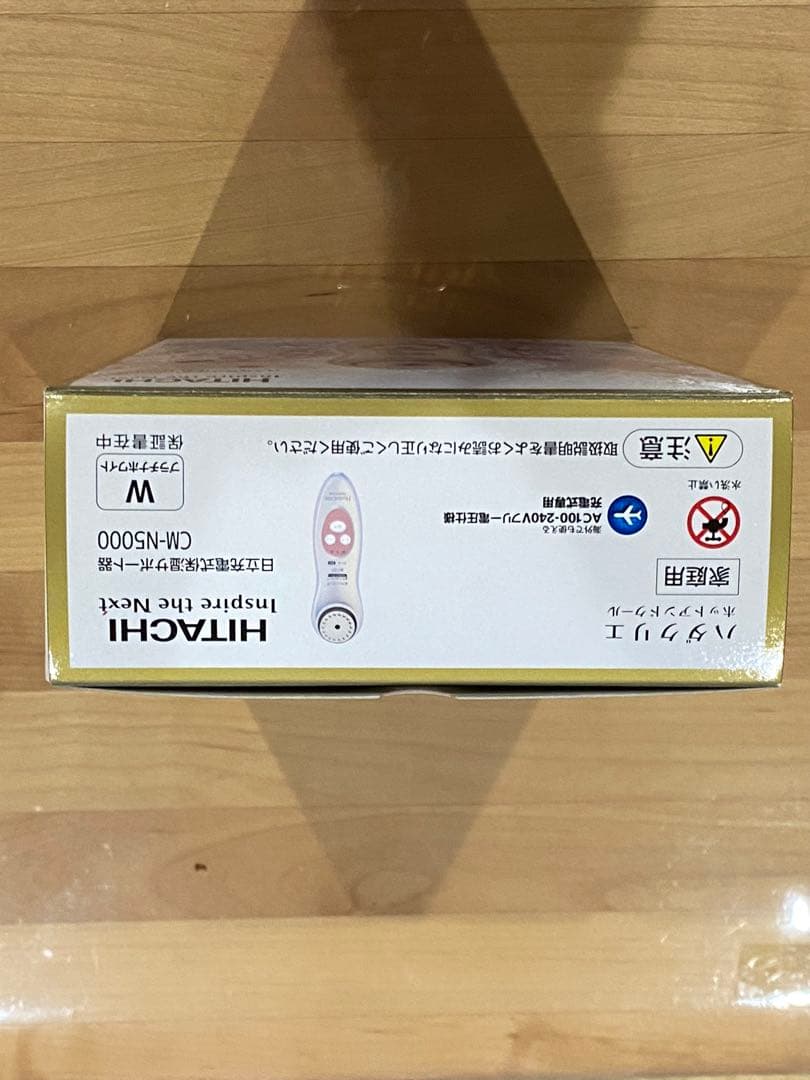 ハダクリエ
ホットアンドクール
家庭用
水洗い禁止
海外でも使える
AC100-240Vフリー電圧仕様
充電式専用
注意
取扱説明書をよくお読みになり正しくご使用ください。
HITACHI
Inspire the Next
日立充電式保湿サポート器
CM-N5000
W
プラチナホワイト
保証書在中
HITACHI